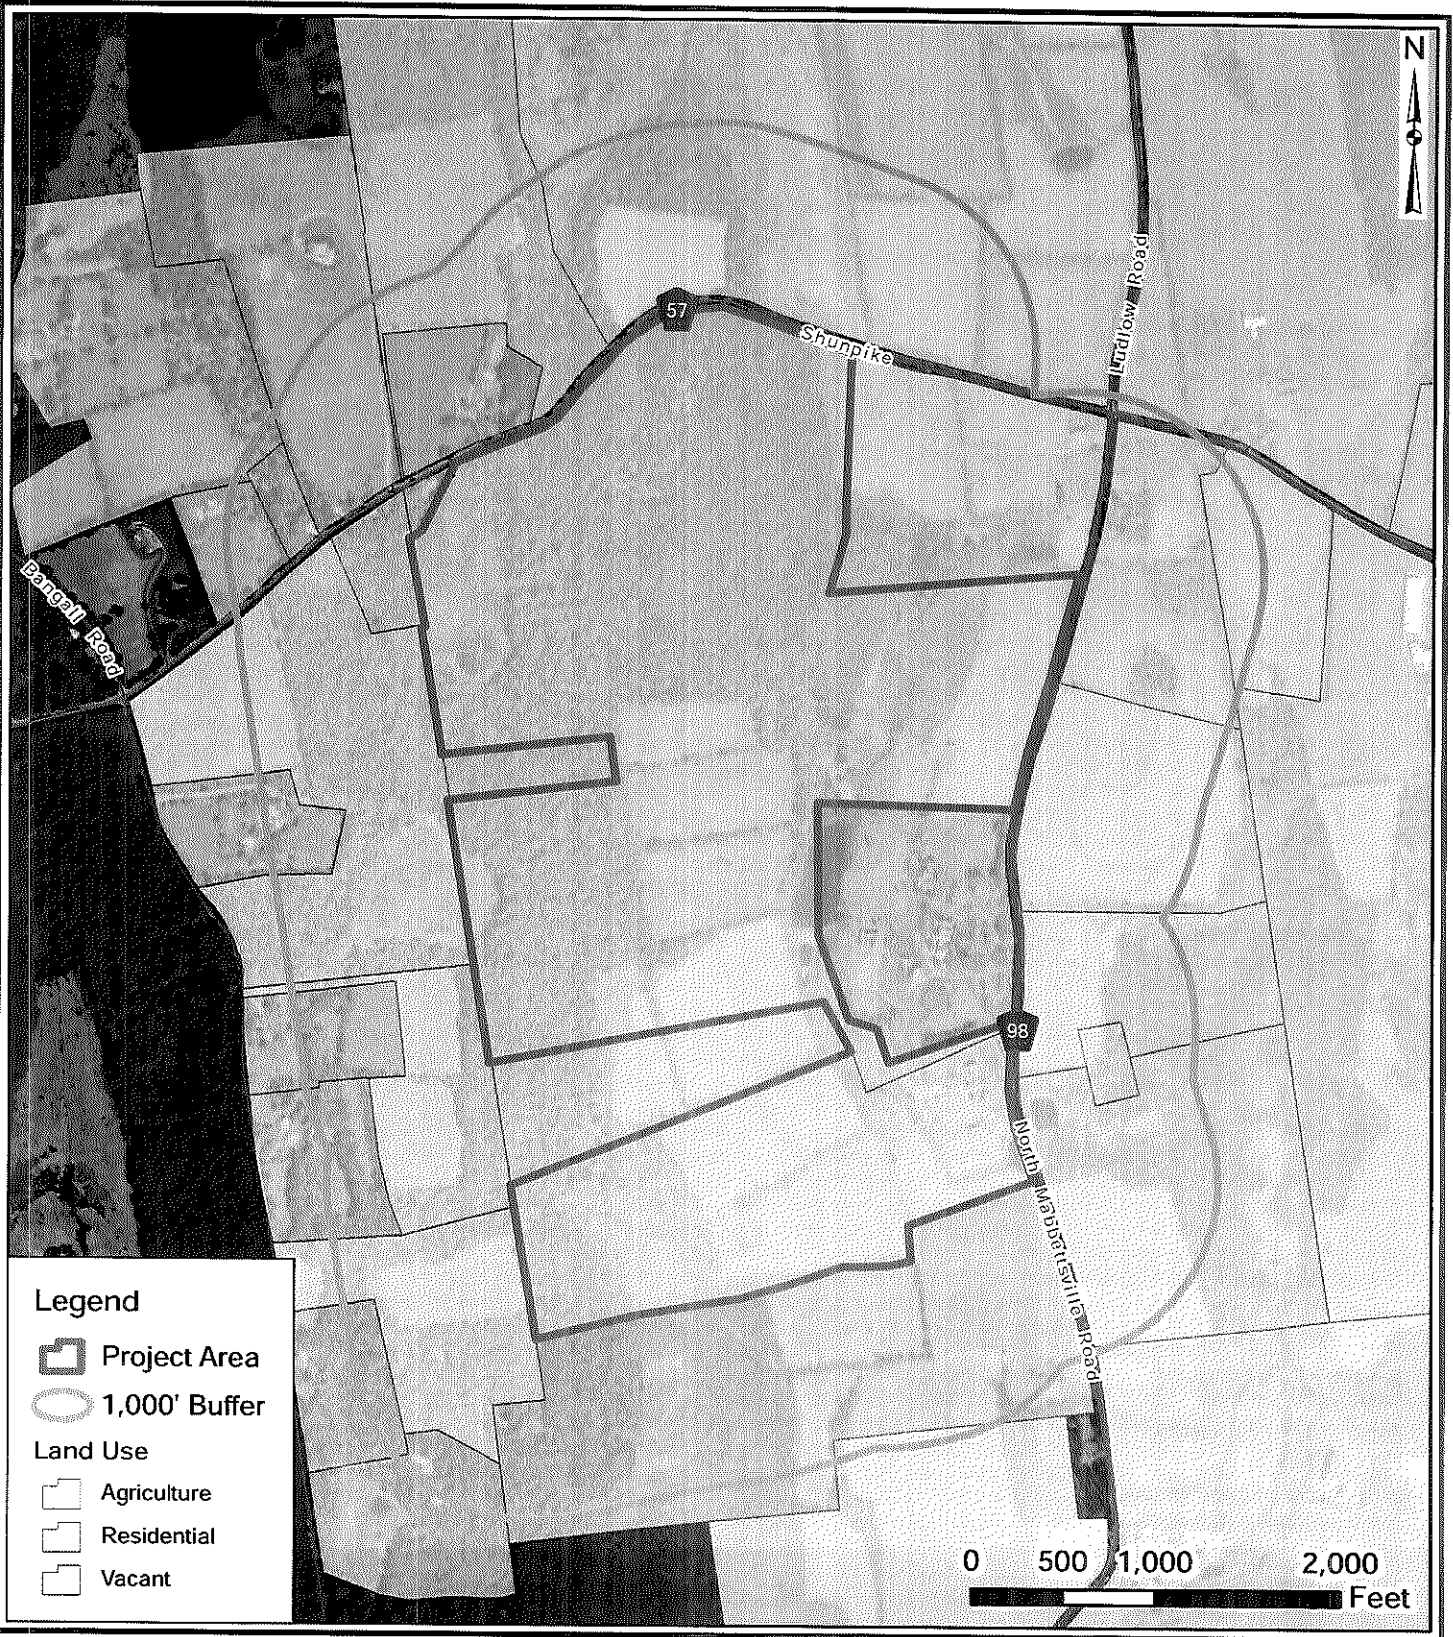 N
Ludlow Road
57
Shunpike
Bangall Road
98
North Mabbettsville Road
Legend
Project Area
1,000' Buffer
Land Use
Agriculture
Residential
Vacant
0 500 1,000 2,000
Feet